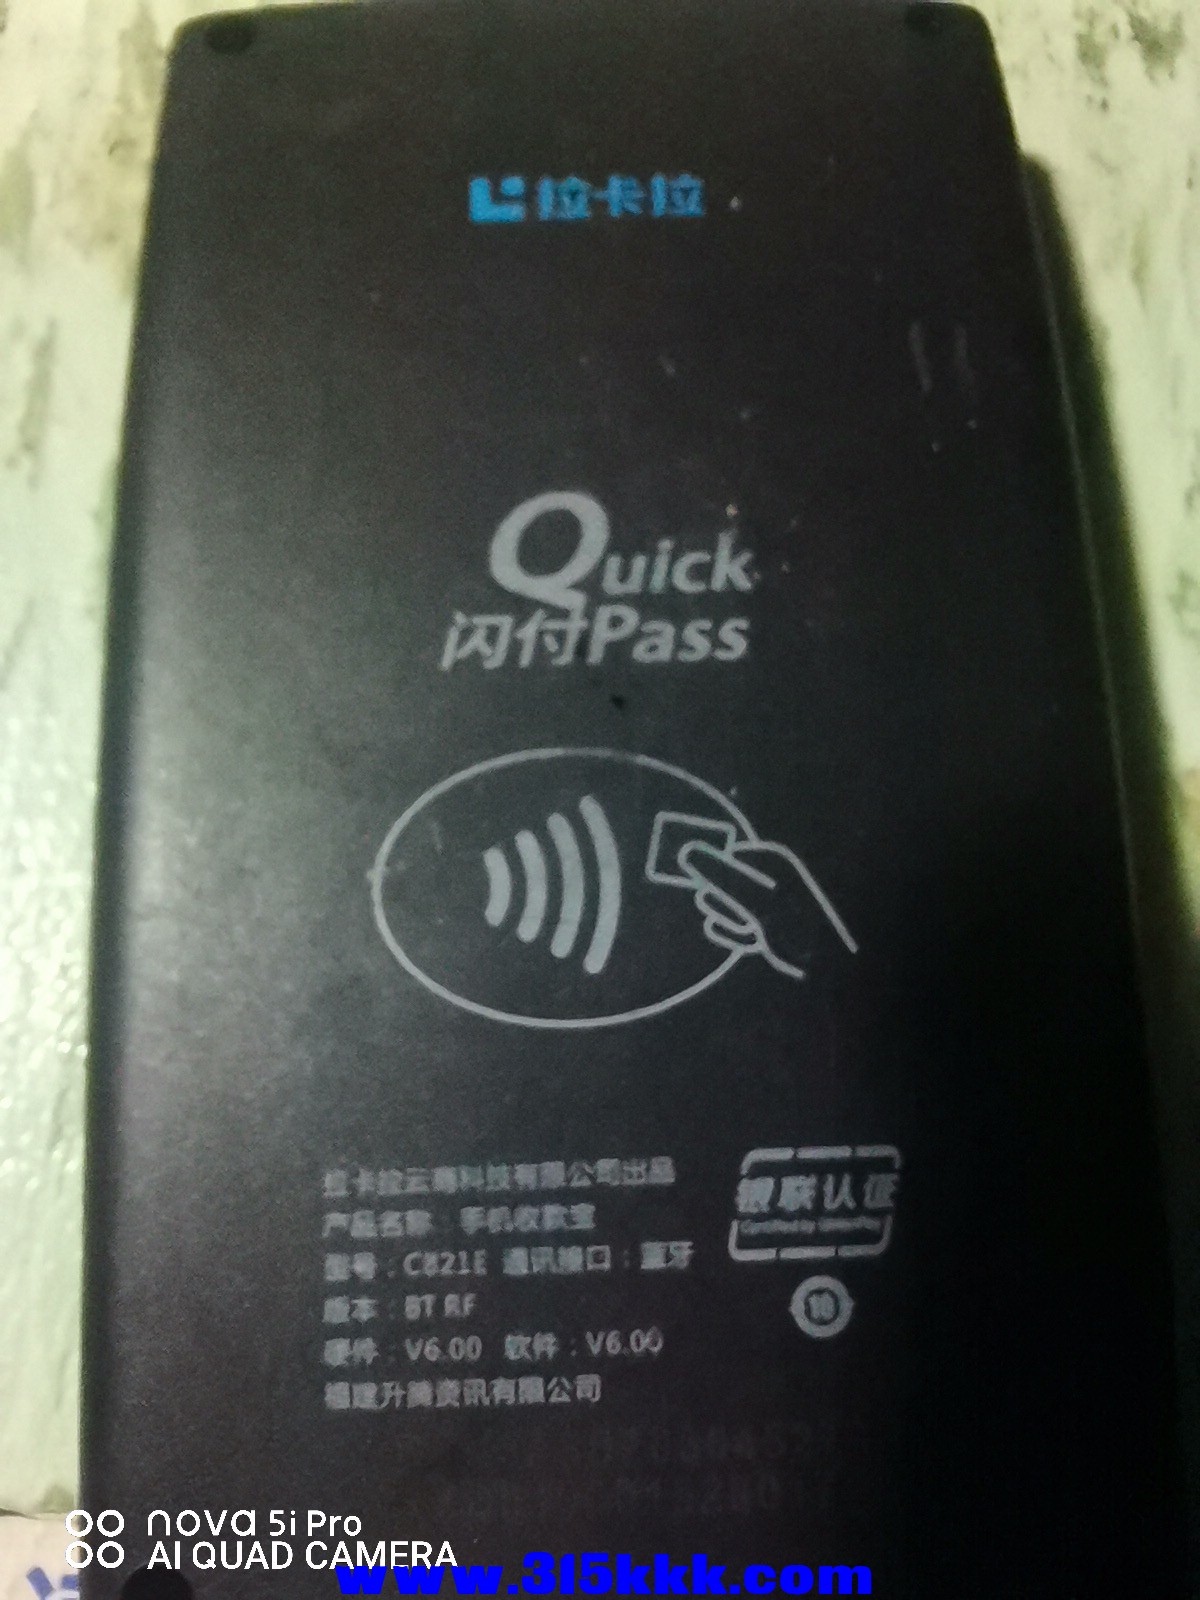 拉卡拉
Quick
闪付Pass
拉卡拉云商科技有限公司出品
产品名称：手机收款宝
型号：C821E 通讯接口：蓝牙
版本：BT RF
硬件：V6.00 软件：V6.00
福建升腾资讯有限公司
银联认证
Certified by UnionPay
nova 5i Pro
AI QUAD CAMERA
www.315kkk.com